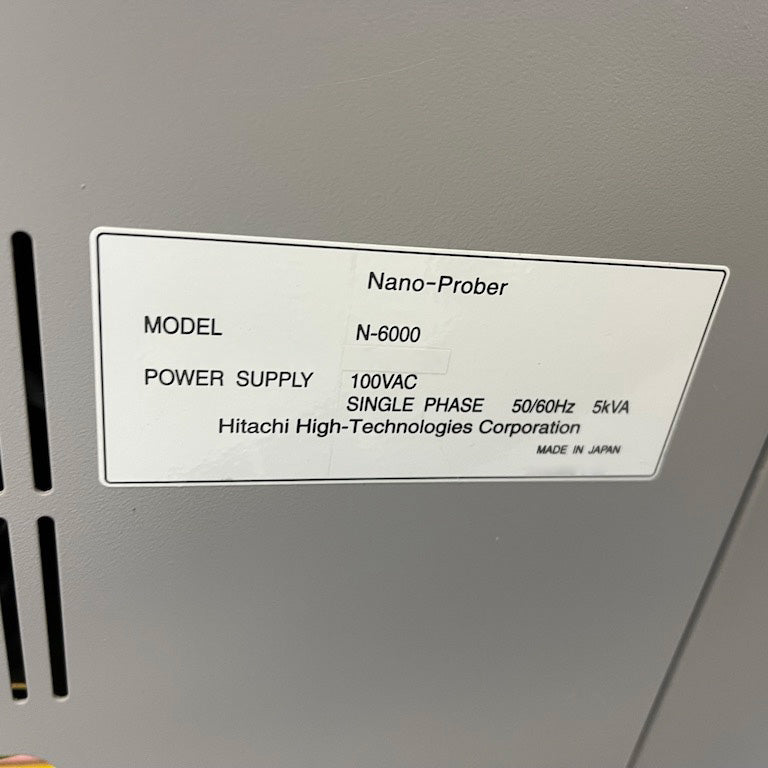 Nano-Prober
MODEL N-6000
POWER SUPPLY 100VAC
SINGLE PHASE 50/60Hz 5kVA
Hitachi High-Technologies Corporation
MADE IN JAPAN